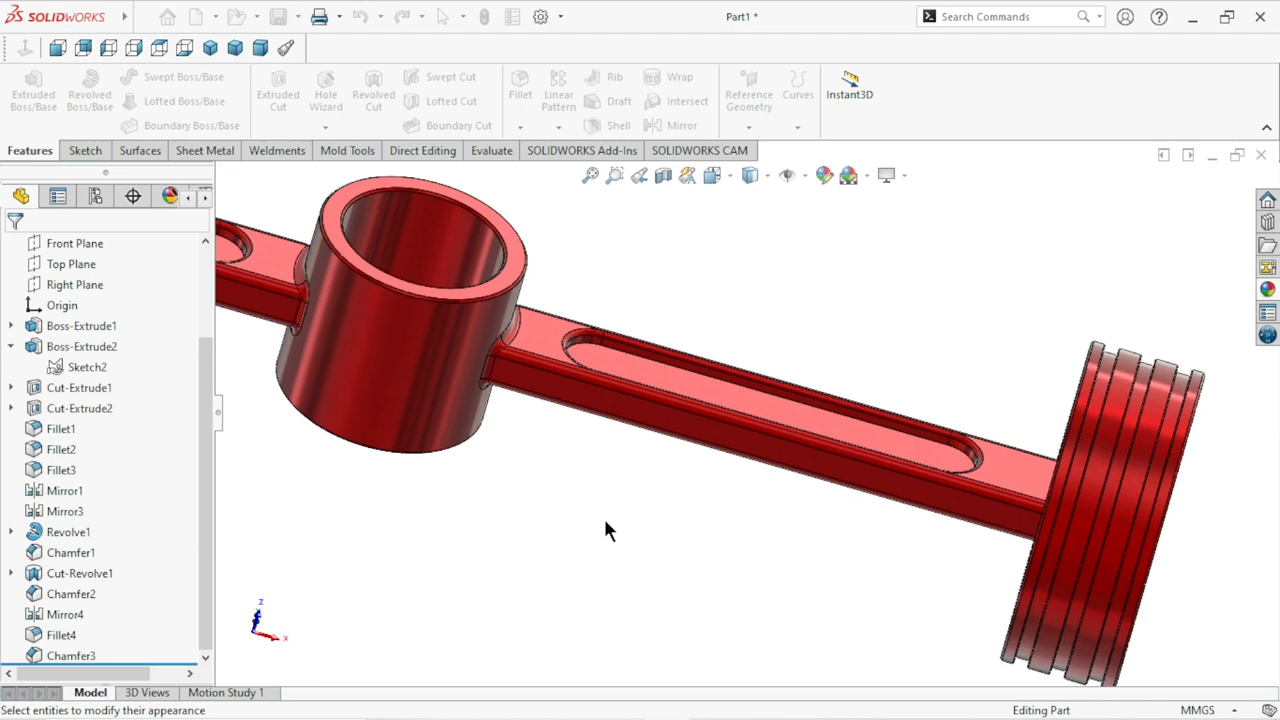 SOLIDWORKS
Part1 *
Search Commands
Extruded Boss/Base
Revolved Boss/Base
Swept Boss/Base
Lofted Boss/Base
Boundary Boss/Base
Extruded Cut
Hole Wizard
Revolved Cut
Swept Cut
Lofted Cut
Boundary Cut
Fillet
Linear Pattern
Rib
Draft
Shell
Wrap
Intersect
Mirror
Reference Geometry
Curves
Instant3D
Features
Sketch
Surfaces
Sheet Metal
Weldments
Mold Tools
Direct Editing
Evaluate
SOLIDWORKS Add-Ins
SOLIDWORKS CAM
Front Plane
Top Plane
Right Plane
Origin
Boss-Extrude1
Boss-Extrude2
Sketch2
Cut-Extrude1
Cut-Extrude2
Fillet1
Fillet2
Fillet3
Mirror1
Mirror3
Revolve1
Chamfer1
Cut-Revolve1
Chamfer2
Mirror4
Fillet4
Chamfer3
z
x
Model
3D Views
Motion Study 1
Select entities to modify their appearance
Editing Part
MMGS